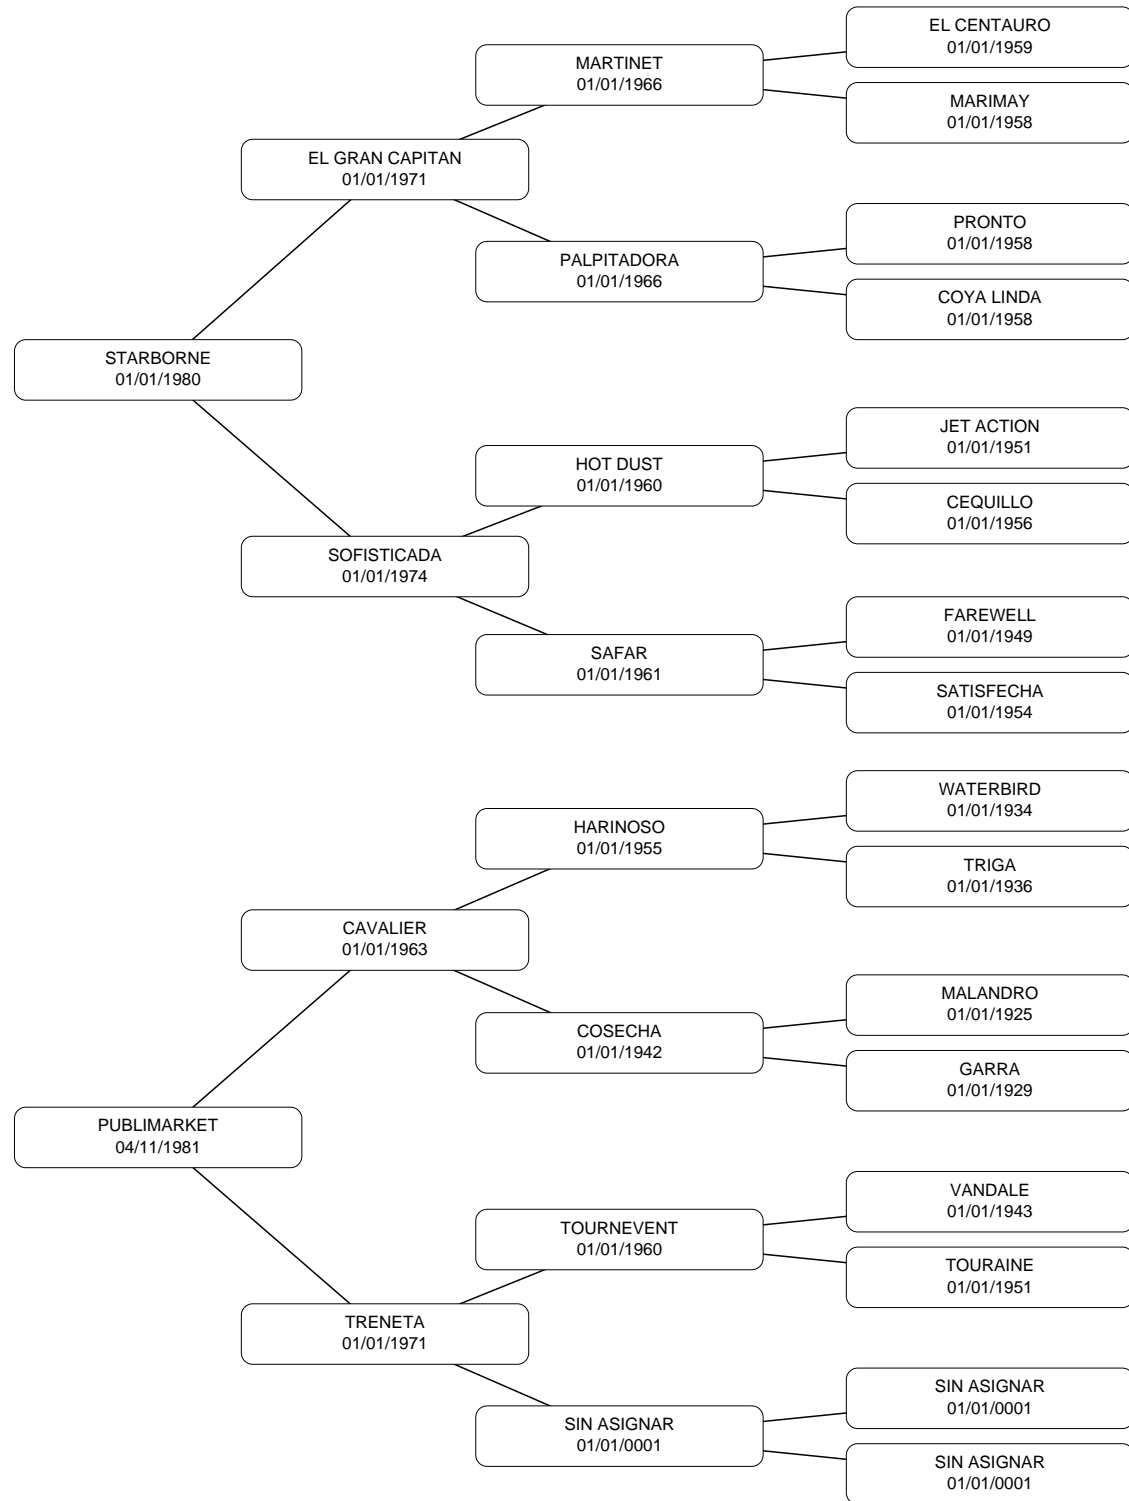 EL CENTAURO
01/01/1959
MARTINET
01/01/1966
MARIMAY
01/01/1958
EL GRAN CAPITAN
01/01/1971
PRONTO
01/01/1958
PALPITADORA
01/01/1966
COYA LINDA
01/01/1958
STARBORNE
01/01/1980
JET ACTION
01/01/1951
HOT DUST
01/01/1960
CEQUILLO
01/01/1956
SOFISTICADA
01/01/1974
FAREWELL
01/01/1949
SAFAR
01/01/1961
SATISFECHA
01/01/1954
WATERBIRD
01/01/1934
HARINOSO
01/01/1955
TRIGA
01/01/1936
CAVALIER
01/01/1963
MALANDRO
01/01/1925
COSECHA
01/01/1942
GARRA
01/01/1929
PUBLIMARKET
04/11/1981
VANDALE
01/01/1943
TOURNEVENT
01/01/1960
TOURAINE
01/01/1951
TRENETA
01/01/1971
SIN ASIGNAR
01/01/0001
SIN ASIGNAR
01/01/0001
SIN ASIGNAR
01/01/0001